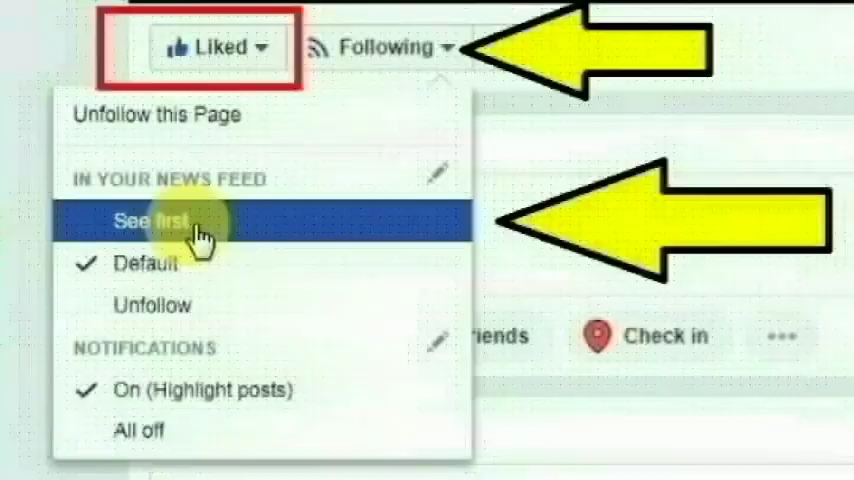 Liked Following
Unfollow this Page
IN YOUR NEWS FEED
See first
Default
Unfollow
iends Check in
NOTIFICATIONS
On (Highlight posts)
All off